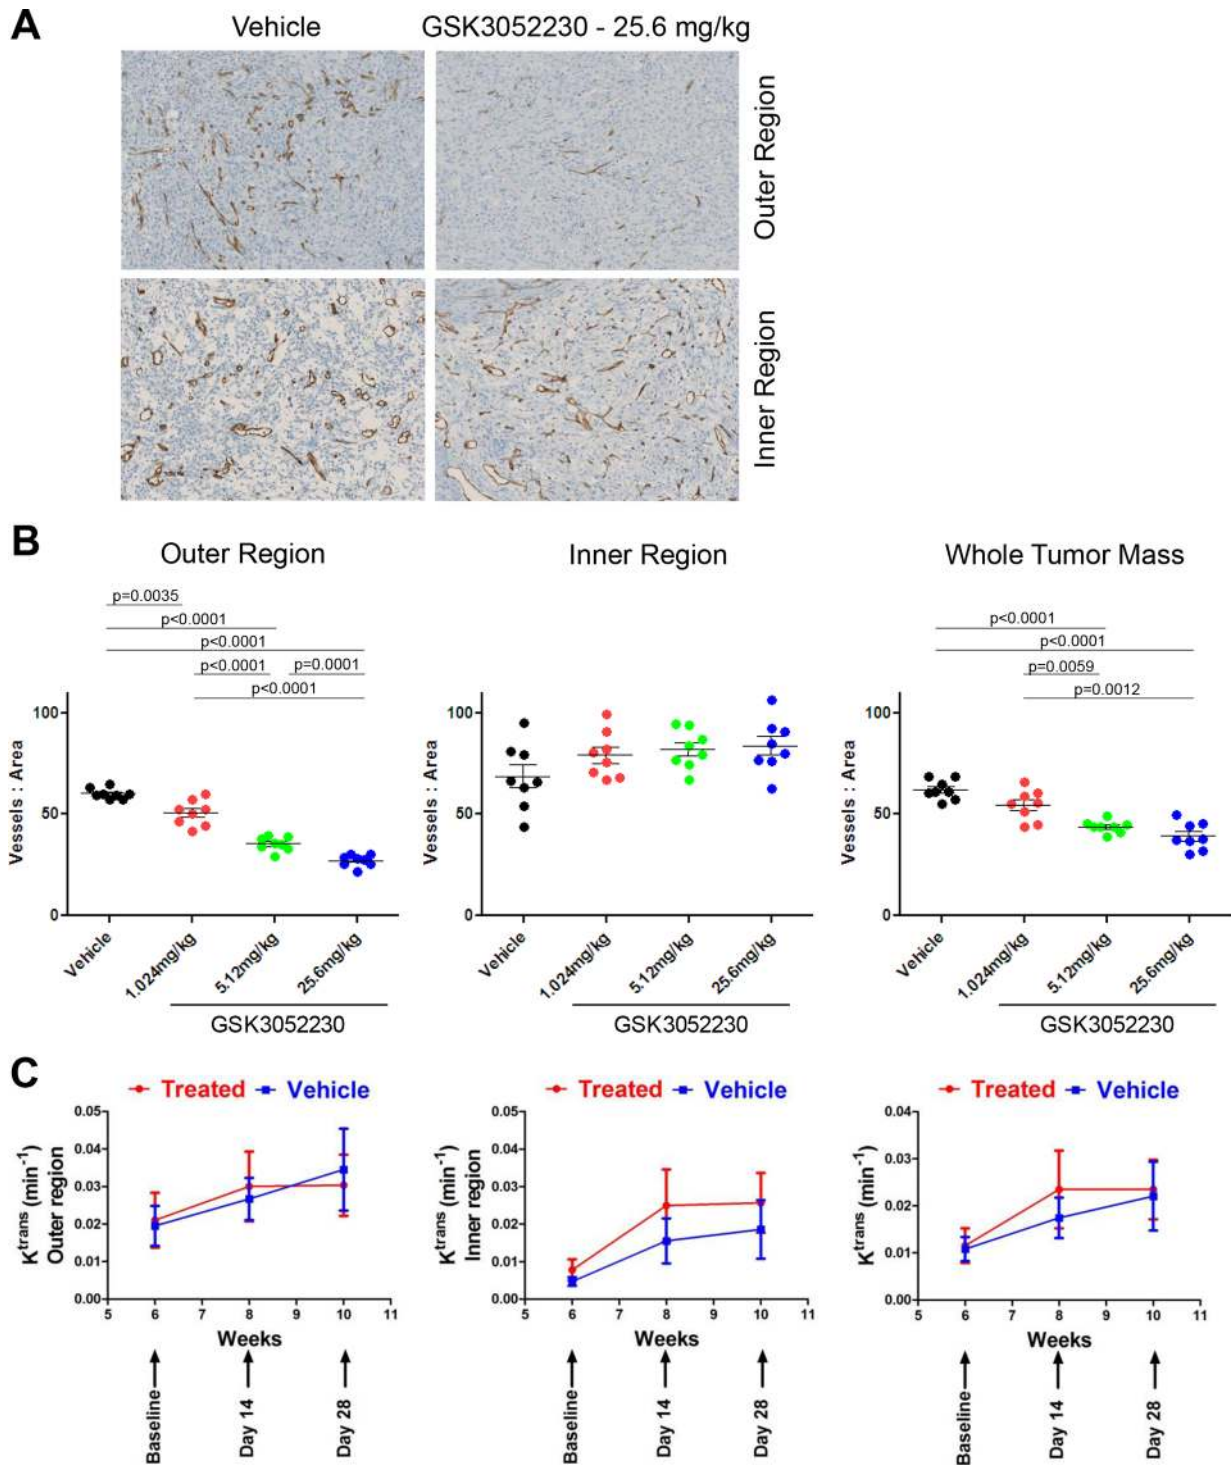 A
Vehicle
GSK3052230 - 25.6 mg/kg
Outer Region
Inner Region
B
Outer Region
p=0.0035
p<0.0001
p<0.0001
p<0.0001 p=0.0001
p<0.0001
Vessels : Area
100
50
0
Vehicle
1.024mg/kg
5.12mg/kg
25.6mg/kg
GSK3052230
Inner Region
Vessels : Area
100
50
0
Vehicle
1.024mg/kg
5.12mg/kg
25.6mg/kg
GSK3052230
Whole Tumor Mass
p<0.0001
p<0.0001
p=0.0059
p=0.0012
Vessels : Area
100
50
0
Vehicle
1.024mg/kg
5.12mg/kg
25.6mg/kg
GSK3052230
C
Treated Vehicle
K^trans (min⁻¹)
Outer region
0.05
0.04
0.03
0.02
0.01
0.00
5 6 7 8 9 10 11
Weeks
Baseline
Day 14
Day 28
Treated Vehicle
K^trans (min⁻¹)
Inner region
0.05
0.04
0.03
0.02
0.01
0.00
5 6 7 8 9 10 11
Weeks
Baseline
Day 14
Day 28
Treated Vehicle
K^trans (min⁻¹)
0.04
0.03
0.02
0.01
0.00
5 6 7 8 9 10 11
Weeks
Baseline
Day 14
Day 28